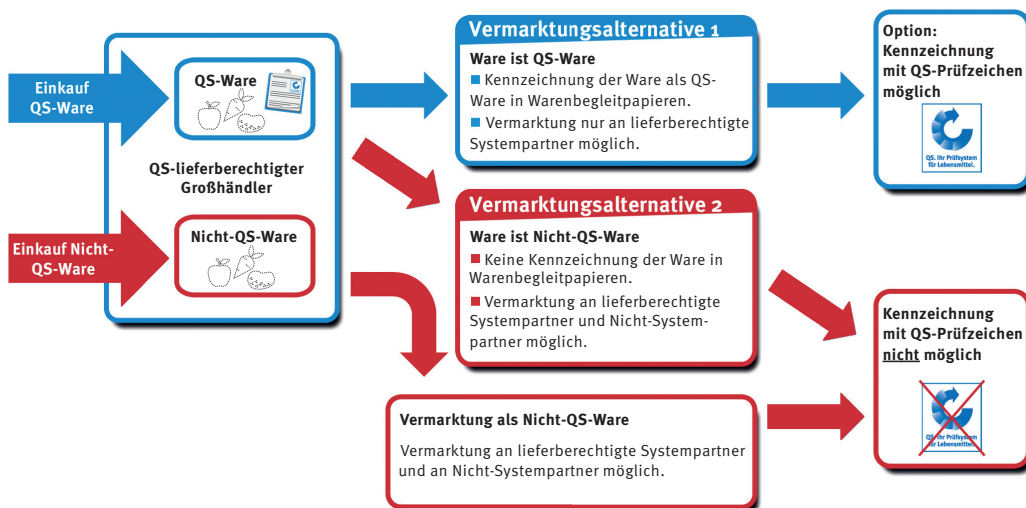 Einkauf
QS-Ware
QS-Ware
QS-lieferberechtigter
Großhändler
Einkauf Nicht-
QS-Ware
Nicht-QS-Ware
Vermarktungsalternative 1
Ware ist QS-Ware
Kennzeichnung der Ware als QS-
Ware in Warenbegleitpapieren.
Vermarktung nur an lieferberechtigte
Systempartner möglich.
Vermarktungsalternative 2
Ware ist Nicht-QS-Ware
Keine Kennzeichnung der Ware in
Warenbegleitpapieren.
Vermarktung an lieferberechtigte
Systempartner und Nicht-System-
partner möglich.
Vermarktung als Nicht-QS-Ware
Vermarktung an lieferberechtigte Systempartner
und an Nicht-Systempartner möglich.
Option:
Kennzeichnung
mit QS-Prüfzeichen
möglich
QS. Ihr Prüfsystem
für Lebensmittel.
Kennzeichnung
mit QS-Prüfzeichen
nicht möglich
QS. Ihr Prüfsystem
für Lebensmittel.